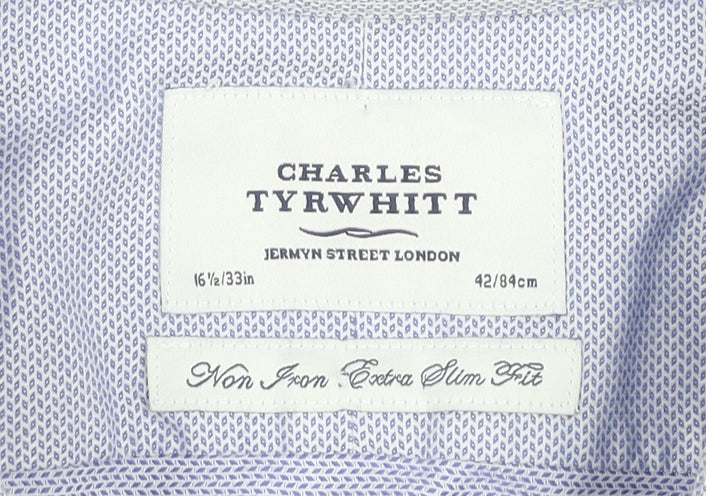 CHARLES
TYRWHITT
JERMYN STREET LONDON
16½/33in 42/84cm
Non Iron Extra Slim Fit